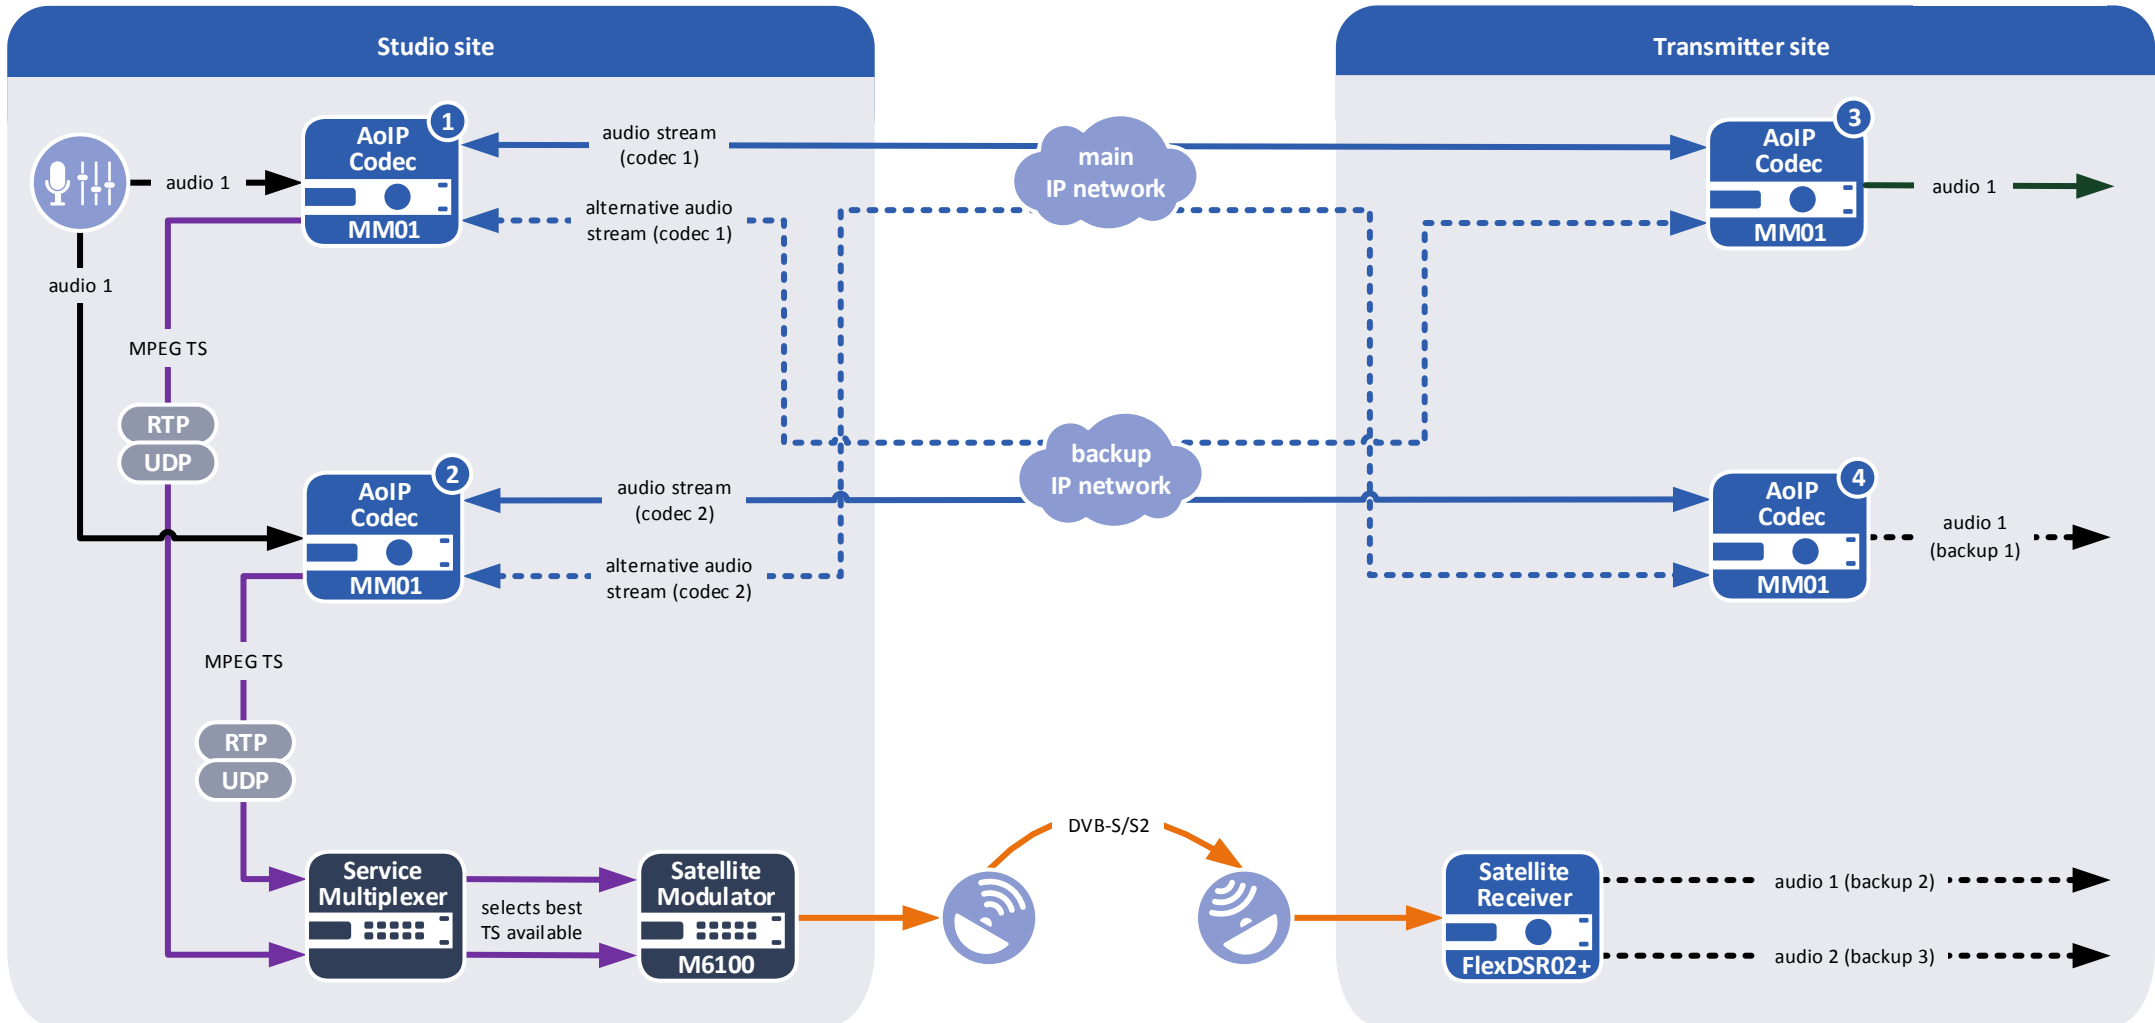 Studio site
Transmitter site
1
AoIP
Codec
MM01
audio 1
audio 1
audio stream
(codec 1)
alternative audio
stream (codec 1)
main
IP network
3
AoIP
Codec
MM01
audio 1
MPEG TS
RTP
UDP
2
AoIP
Codec
MM01
audio stream
(codec 2)
alternative audio
stream (codec 2)
backup
IP network
4
AoIP
Codec
MM01
audio 1
(backup 1)
MPEG TS
RTP
UDP
Service
Multiplexer
selects best
TS available
Satellite
Modulator
M6100
DVB-S/S2
Satellite
Receiver
FlexDSR02+
audio 1 (backup 2)
audio 2 (backup 3)